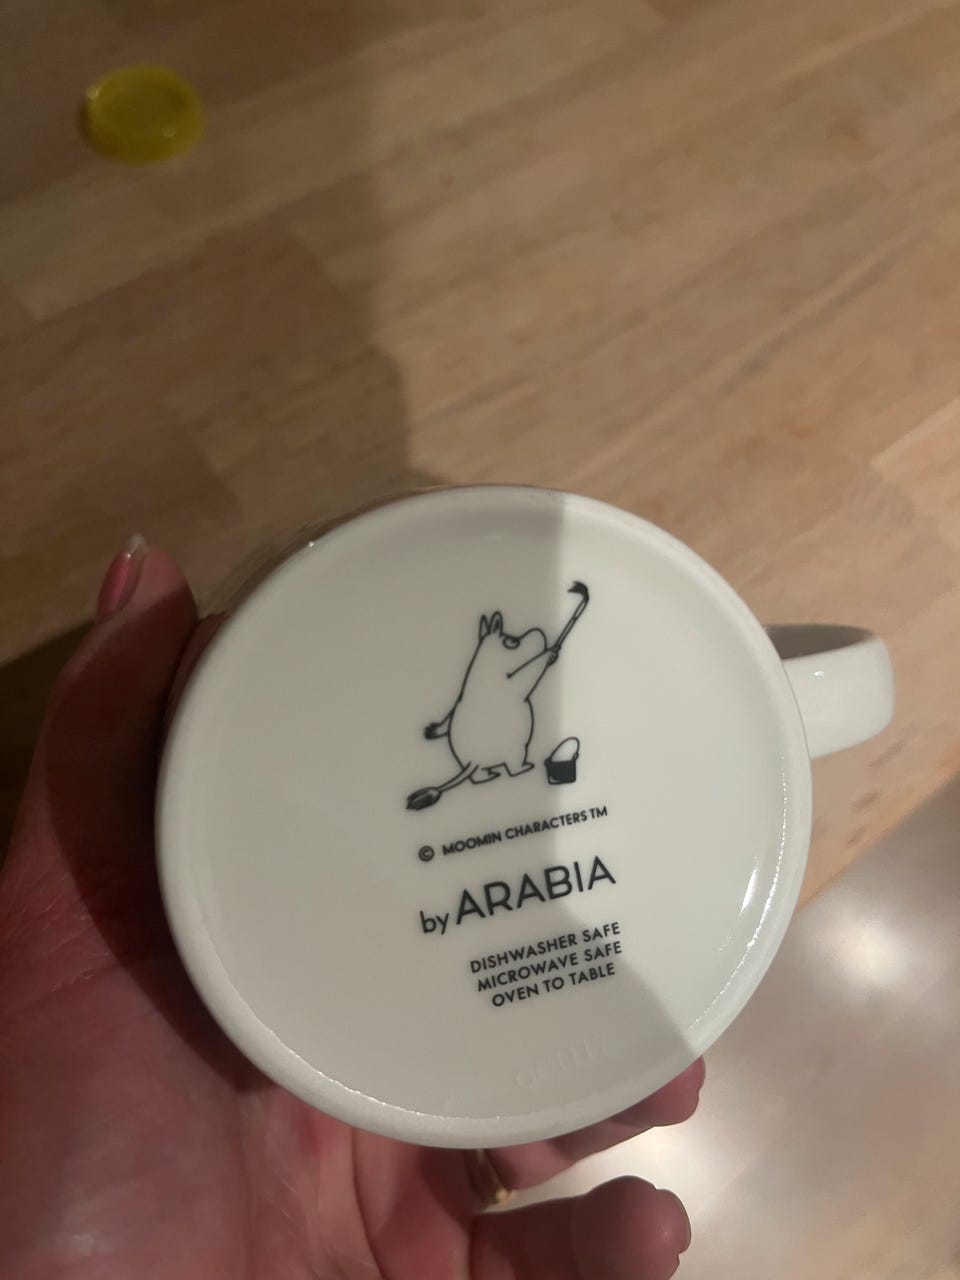 © MOOMIN CHARACTERS TM
by ARABIA
DISHWASHER SAFE
MICROWAVE SAFE
OVEN TO TABLE